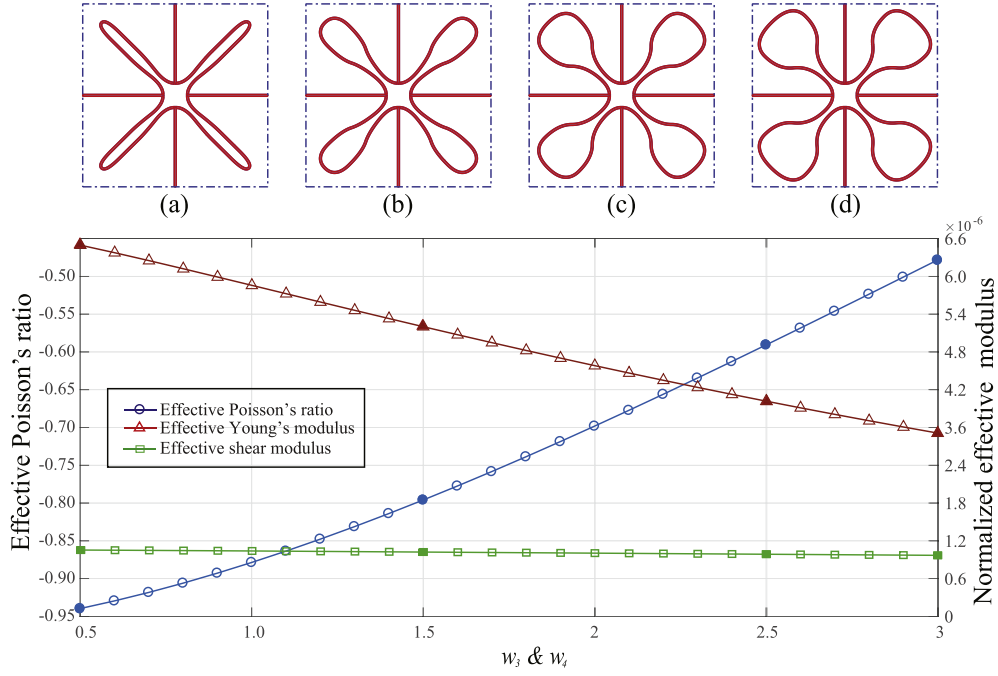 (a) (b) (c) (d)
×10⁻⁶
Effective Poisson's ratio
-0.50
-0.55
-0.60
-0.65
-0.70
-0.75
-0.80
-0.85
-0.90
-0.95
Effective Poisson's ratio
Effective Young's modulus
Effective shear modulus
6.6
6.0
5.4
4.8
4.2
3.6
2.4
1.8
1.2
0.6
0
Normalized effective modulus
0.5 1.0 1.5 2 2.5 3
w₃ & w₄